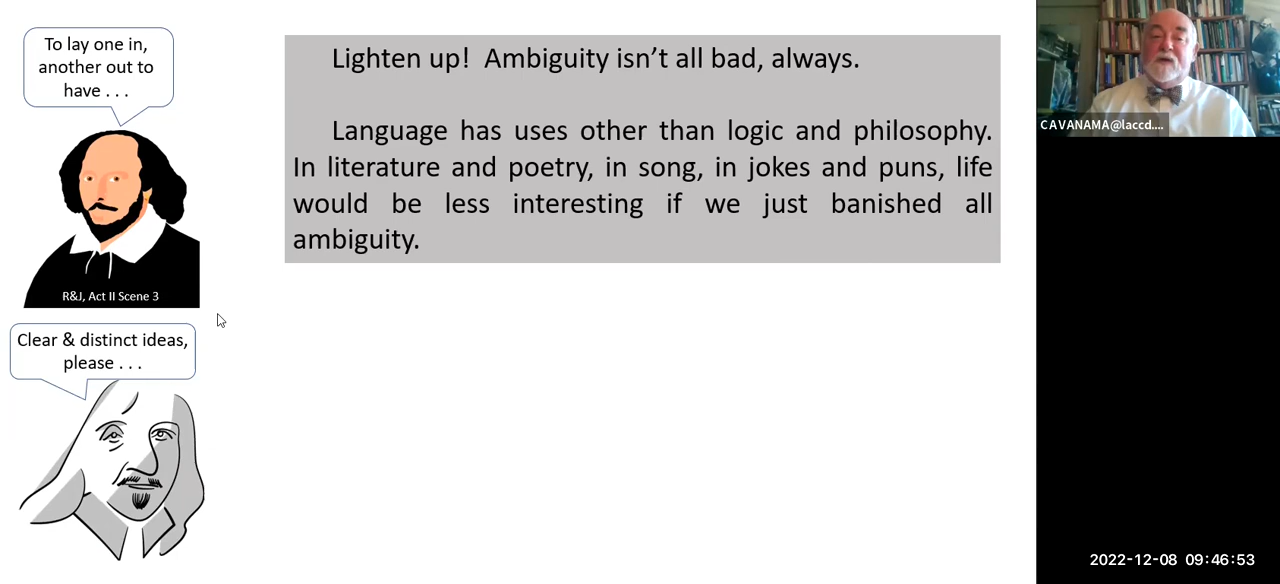 To lay one in,
another out to
have . . .
R&J, Act II Scene 3
Clear & distinct ideas,
please . . .
Lighten up!  Ambiguity isn’t all bad, always.
Language has uses other than logic and philosophy.
In literature and poetry, in song, in jokes and puns, life
would be less interesting if we just banished all
ambiguity.
CAVANAMA@laccd....
2022-12-08 09:46:53